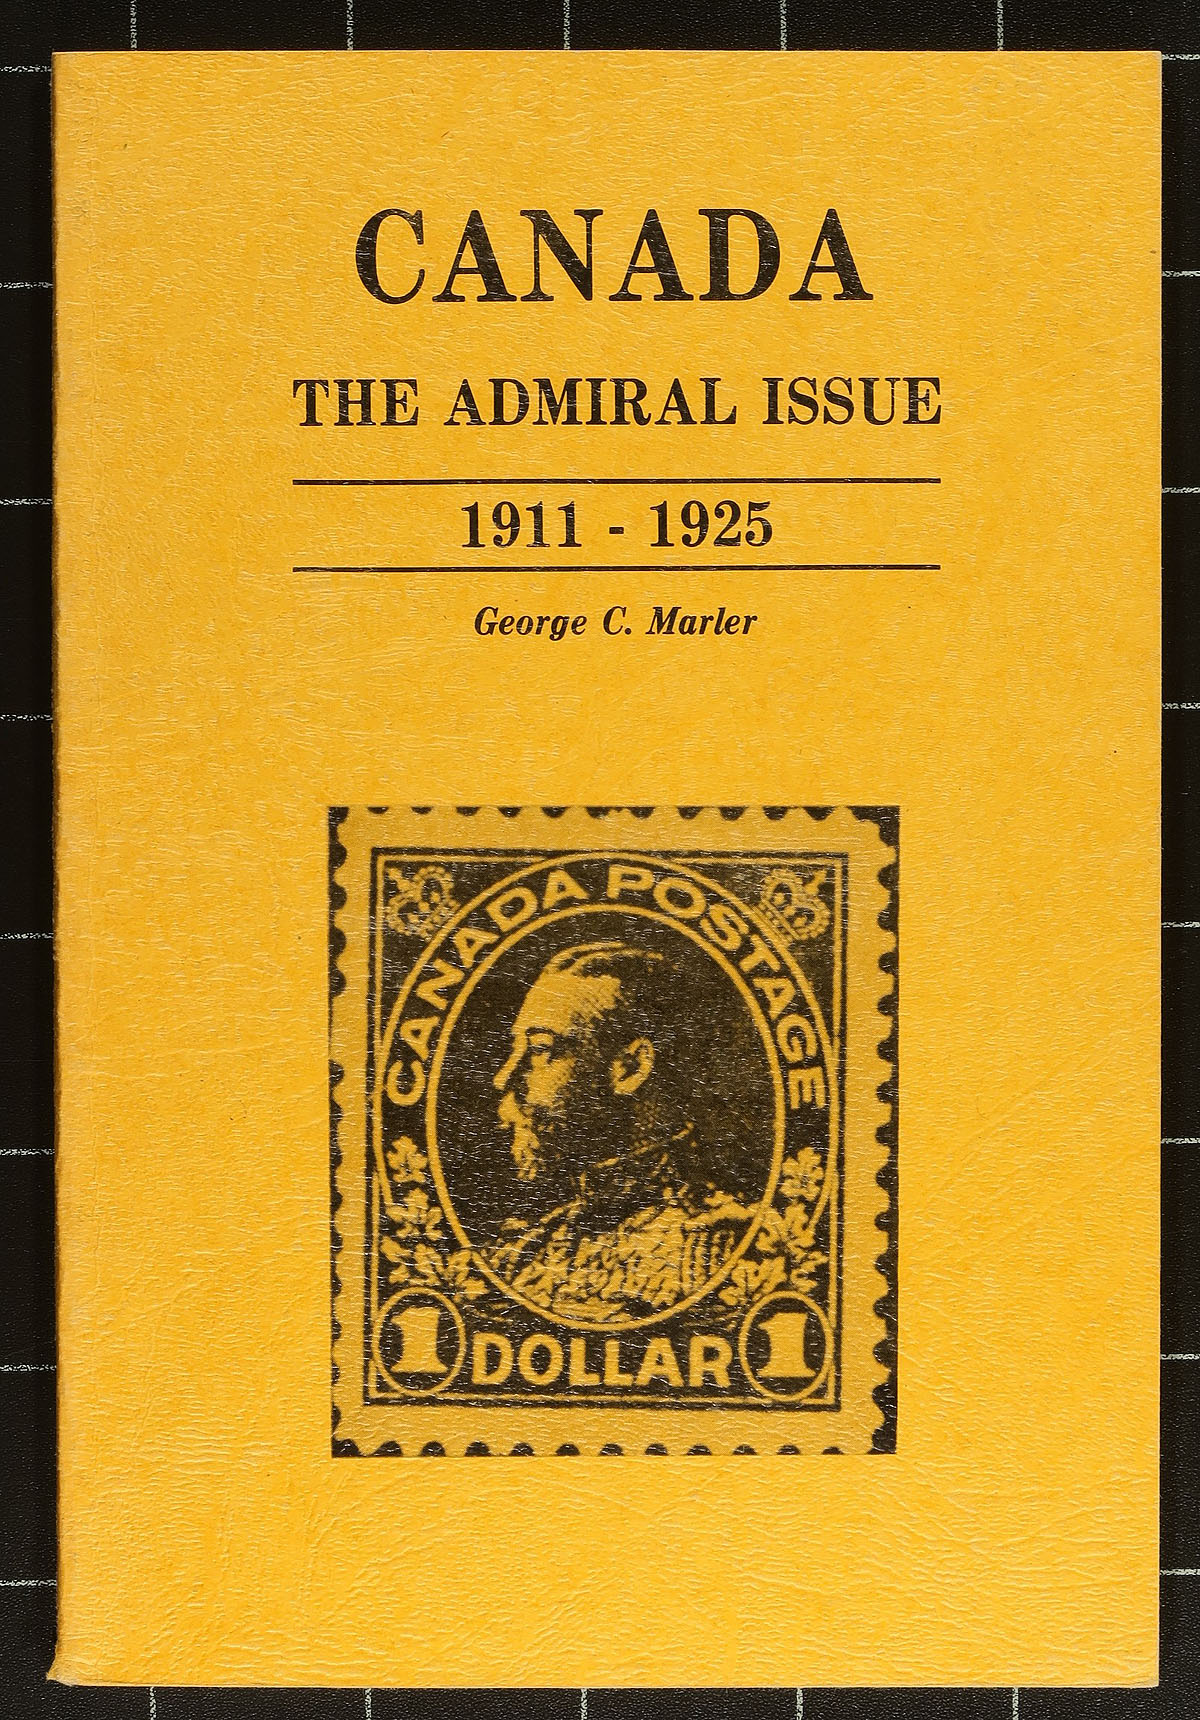 CANADA
THE ADMIRAL ISSUE
1911 - 1925
George C. Marler
CANADA POSTAGE
1 DOLLAR 1